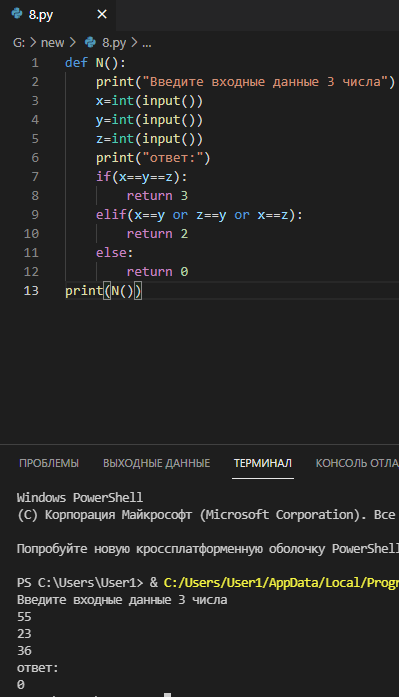 8.py ×
G: > new > 8.py > ...
1 def N():
2 print("Введите входные данные 3 числа")
3 x=int(input())
4 y=int(input())
5 z=int(input())
6 print("ответ:")
7 if(x==y==z):
8 return 3
9 elif(x==y or z==y or x==z):
10 return 2
11 else:
12 return 0
13 print(N())
ПРОБЛЕМЫ ВЫХОДНЫЕ ДАННЫЕ ТЕРМИНАЛ КОНСОЛЬ ОТЛА
Windows PowerShell
(C) Корпорация Майкрософт (Microsoft Corporation). Все
Попробуйте новую кроссплатформенную оболочку PowerShell
PS C:\Users\User1> & C:/Users/User1/AppData/Local/Progr
Введите входные данные 3 числа
55
23
36
ответ:
0